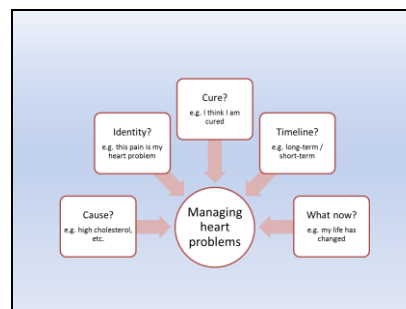 Cure?
e.g. I think I am
cured
Identity?
e.g. this pain is my
heart problem
Timeline?
e.g. long-term /
short-term
Cause?
e.g. high cholesterol,
etc.
Managing
heart
problems
What now?
e.g. my life has
changed